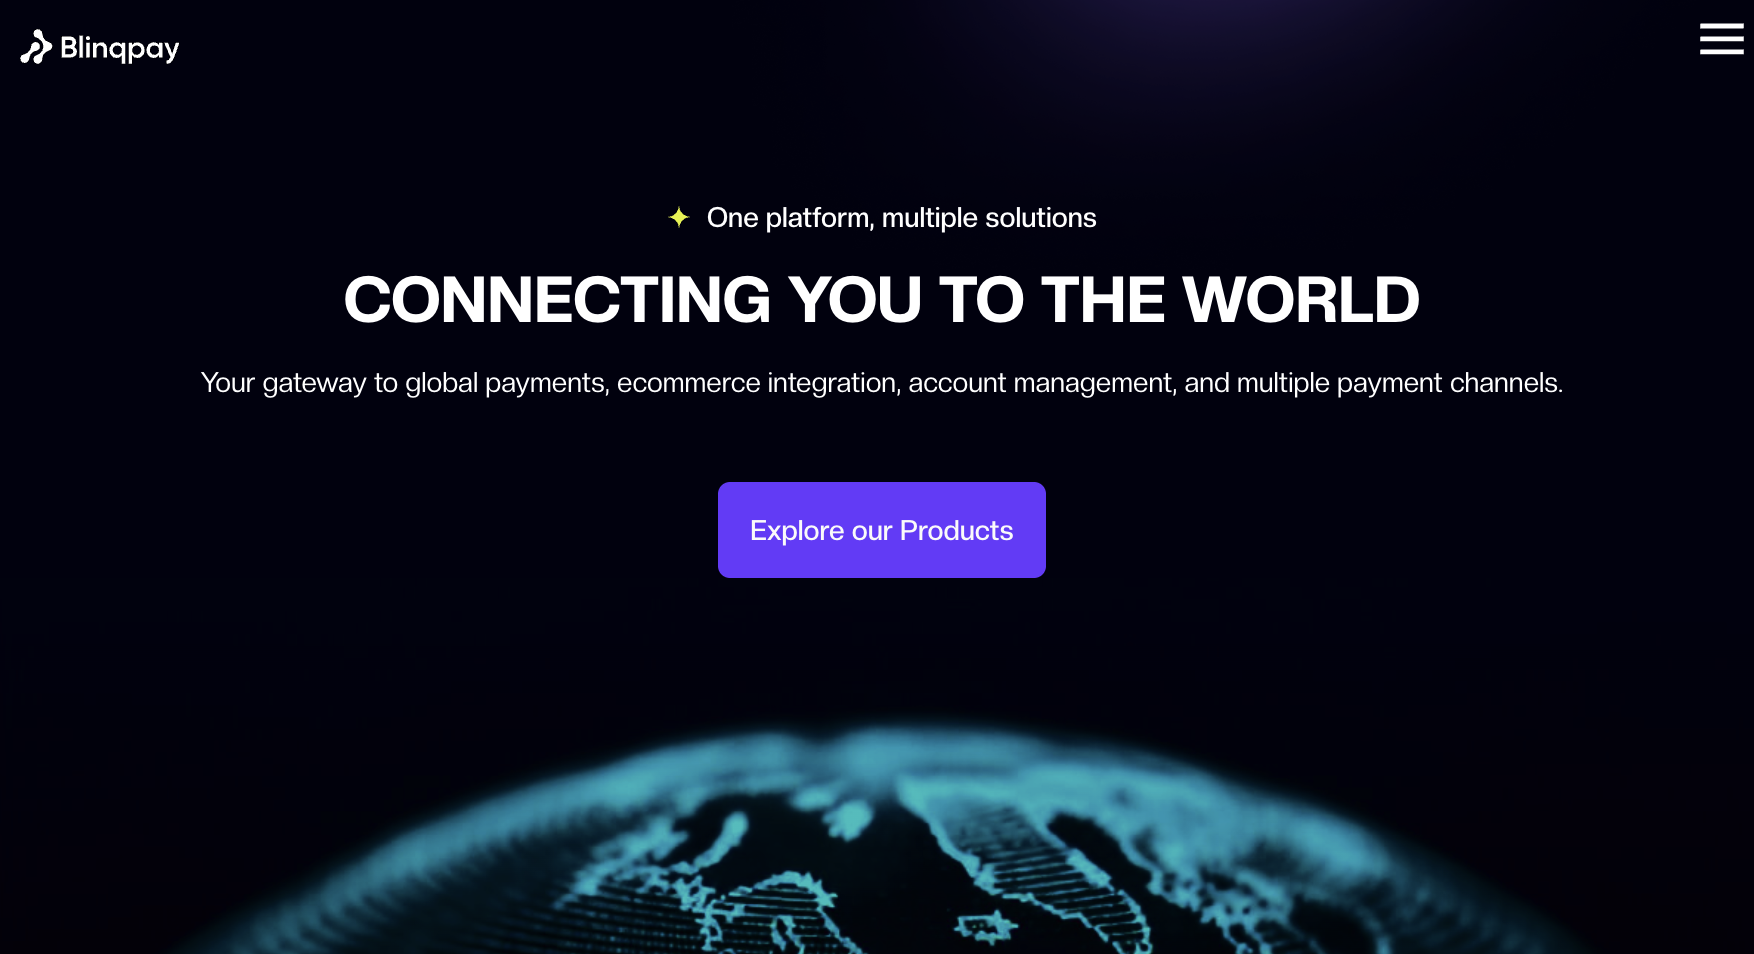 Blinqpay
One platform, multiple solutions
CONNECTING YOU TO THE WORLD
Your gateway to global payments, ecommerce integration, account management, and multiple payment channels.
Explore our Products